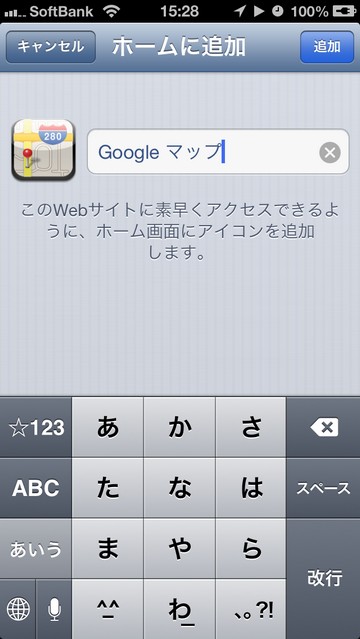 SoftBank 15:28 100%
キャンセル ホームに追加 追加
280
Google マップ
このWebサイトに素早くアクセスできるよ
うに、ホーム画面にアイコンを追加
します。
☆123 あ か さ
ABC た な は スペース
あいう ま や ら 改行
^^ わ_ 、。?!